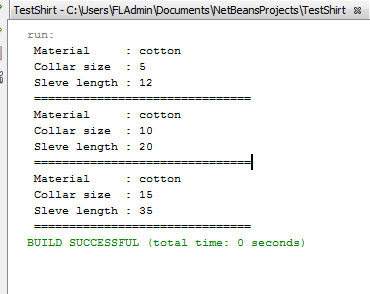 TestShirt - C:\Users\FLAdmin\Documents\NetBeansProjects\TestShirt
run:
Material     : cotton
Collar size  : 5
Sleve length : 12
===============================
Material     : cotton
Collar size  : 10
Sleve length : 20
===============================
Material     : cotton
Collar size  : 15
Sleve length : 35
===============================
BUILD SUCCESSFUL (total time: 0 seconds)